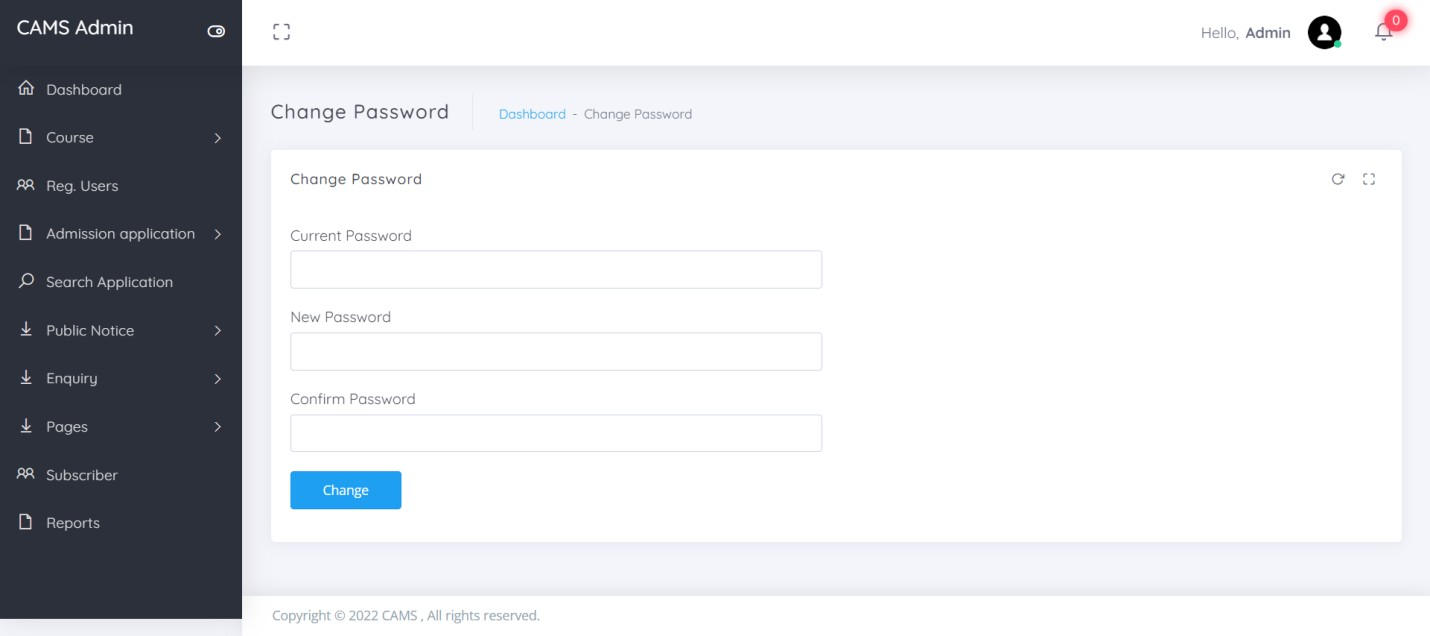 CAMS Admin
Hello, Admin
0
Dashboard
Course
Reg. Users
Admission application
Search Application
Public Notice
Enquiry
Pages
Subscriber
Reports
Change Password
Dashboard - Change Password
Change Password
Current Password
New Password
Confirm Password
Change
Copyright © 2022 CAMS , All rights reserved.